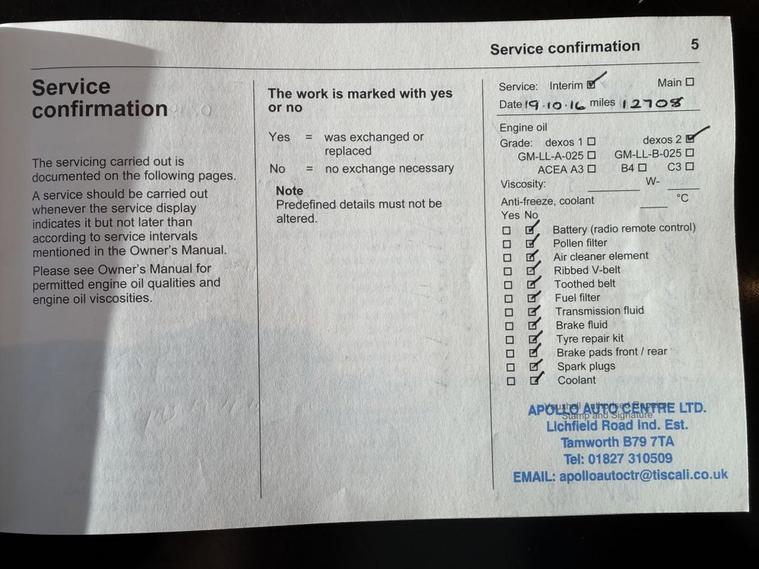 Service confirmation 5
Service
confirmation
The servicing carried out is
documented on the following pages.
A service should be carried out
whenever the service display
indicates it but not later than
according to service intervals
mentioned in the Owner's Manual.
Please see Owner's Manual for
permitted engine oil qualities and
engine oil viscosities.
The work is marked with yes
or no
Yes = was exchanged or
replaced
No = no exchange necessary
Note
Predefined details must not be
altered.
Service: Interim ☑ Main ☐
Date 19.10.16 miles 12708
Engine oil
Grade: dexos 1 ☐ dexos 2 ☑
GM-LL-A-025 ☐ GM-LL-B-025 ☐
ACEA A3 ☐ B4 ☐ C3 ☐
Viscosity: W-
Anti-freeze, coolant °C
Yes No
☐ ☑ Battery (radio remote control)
☐ ☑ Pollen filter
☐ ☑ Air cleaner element
☐ ☑ Ribbed V-belt
☐ ☑ Toothed belt
☐ ☑ Fuel filter
☐ ☑ Transmission fluid
☐ ☑ Brake fluid
☐ ☑ Tyre repair kit
☐ ☑ Brake pads front / rear
☐ ☑ Spark plugs
☐ ☑ Coolant
Stamp and Signature
APOLLO AUTO CENTRE LTD.
Lichfield Road Ind. Est.
Tamworth B79 7TA
Tel: 01827 310509
EMAIL: apolloautoctr@tiscali.co.uk